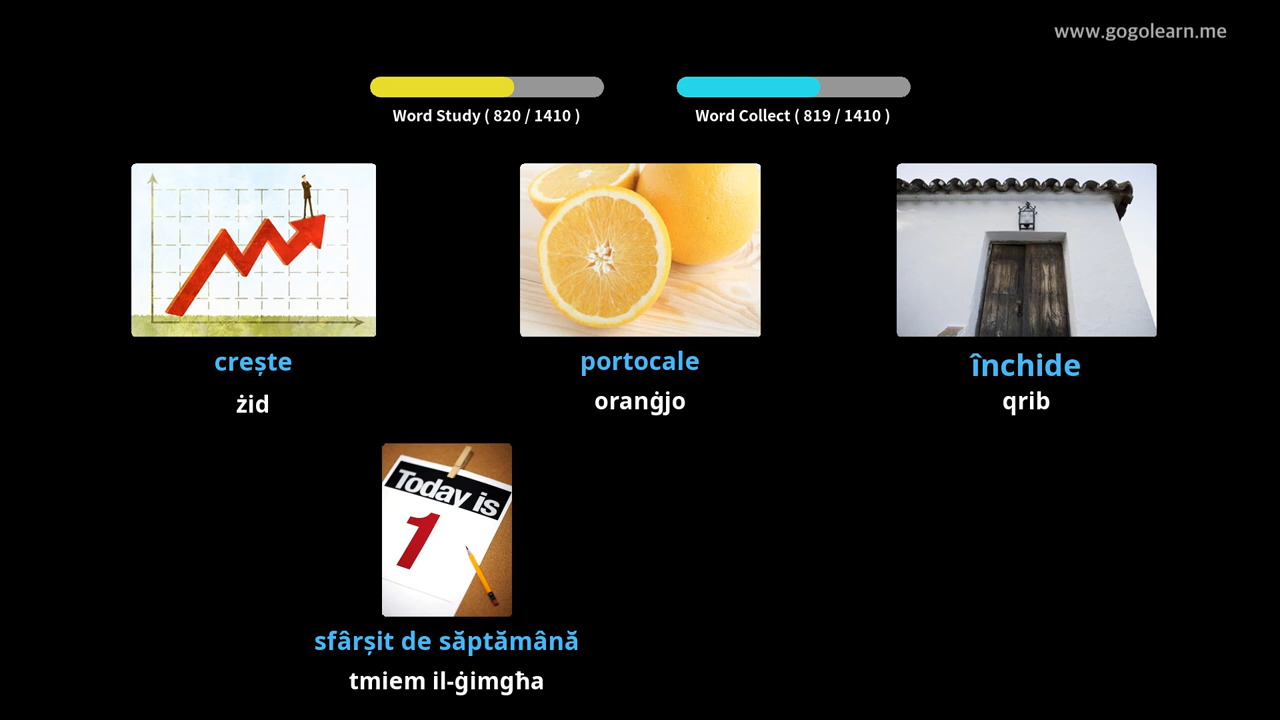 www.gogolearn.me
Word Study ( 820 / 1410 )
Word Collect ( 819 / 1410 )
crește
portocale
închide
żid
oranġjo
qrib
Today is
1
sfârșit de săptămână
tmiem il-ġimgħa